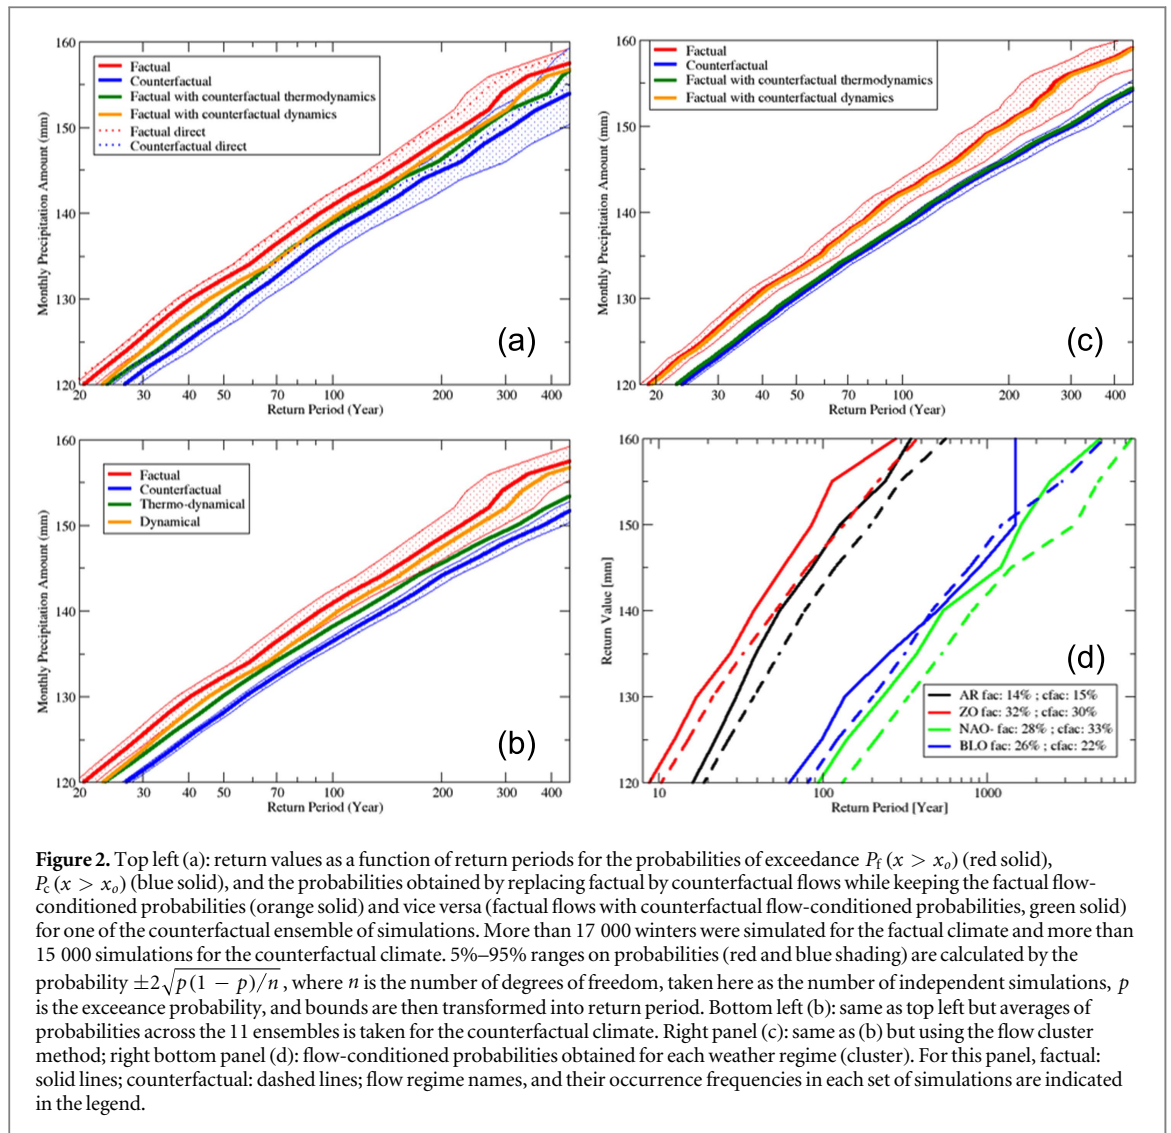 160
150
140
130
120
Monthly Precipitation Amount (mm)
Factual
Counterfactual
Factual with counterfactual thermodynamics
Factual with counterfactual dynamics
Factual direct
Counterfactual direct
(a)
20 30 40 50 60 70 100 200 300 400
Return Period (Year)
160
150
140
130
120
Monthly Precipitation Amount (mm)
Factual
Counterfactual
Factual with counterfactual thermodynamics
Factual with counterfactual dynamics
(c)
20 30 40 50 70 100 200 300 400
Return Period (Year)
160
150
140
130
120
Monthly Precipitation Amount (mm)
Factual
Counterfactual
Thermo-dynamical
Dynamical
(b)
20 30 40 50 60 70 100 200 300 400
Return Period (Year)
160
150
140
130
120
Return Value [mm]
(d)
AR fac: 14% ; cfac: 15%
ZO fac: 32% ; cfac: 30%
NAO- fac: 28% ; cfac: 33%
BLO fac: 26% ; cfac: 22%
10 100 1000
Return Period [Year]
Figure 2. Top left (a): return values as a function of return periods for the probabilities of exceedance P_f (x > x_o) (red solid),
P_c (x > x_o) (blue solid), and the probabilities obtained by replacing factual by counterfactual flows while keeping the factual flow-
conditioned probabilities (orange solid) and vice versa (factual flows with counterfactual flow-conditioned probabilities, green solid)
for one of the counterfactual ensemble of simulations. More than 17 000 winters were simulated for the factual climate and more than
15 000 simulations for the counterfactual climate. 5%–95% ranges on probabilities (red and blue shading) are calculated by the
probability ±2√p(1 − p)/n, where n is the number of degrees of freedom, taken here as the number of independent simulations, p
is the exceeance probability, and bounds are then transformed into return period. Bottom left (b): same as top left but averages of
probabilities across the 11 ensembles is taken for the counterfactual climate. Right panel (c): same as (b) but using the flow cluster
method; right bottom panel (d): flow-conditioned probabilities obtained for each weather regime (cluster). For this panel, factual:
solid lines; counterfactual: dashed lines; flow regime names, and their occurrence frequencies in each set of simulations are indicated
in the legend.